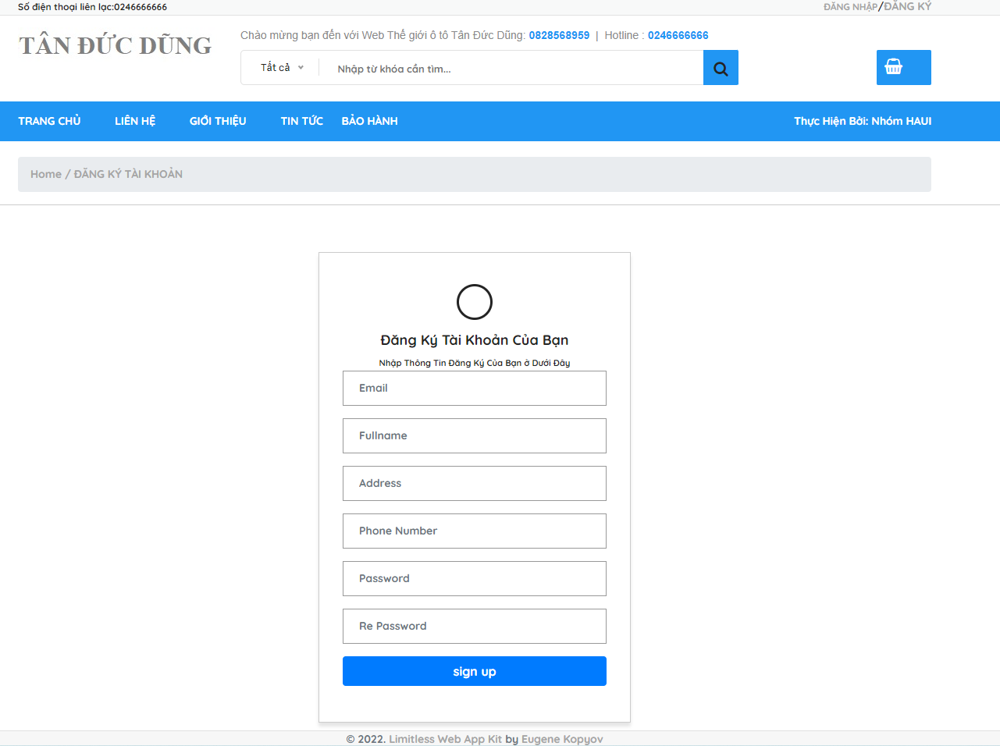 Số điện thoại liên lạc:0246666666
ĐĂNG NHẬP/ĐĂNG KÝ
TÂN ĐỨC DŨNG
Chào mừng bạn đến với Web Thế giới ô tô Tân Đức Dũng: 0828568959 | Hotline : 0246666666
Tất cả
Nhập từ khóa cần tìm...
TRANG CHỦ
LIÊN HỆ
GIỚI THIỆU
TIN TỨC
BẢO HÀNH
Thực Hiện Bởi: Nhóm HAUI
Home / ĐĂNG KÝ TÀI KHOẢN
Đăng Ký Tài Khoản Của Bạn
Nhập Thông Tin Đăng Ký Của Bạn ở Dưới Đây
Email
Fullname
Address
Phone Number
Password
Re Password
sign up
© 2022. Limitless Web App Kit by Eugene Kopyov